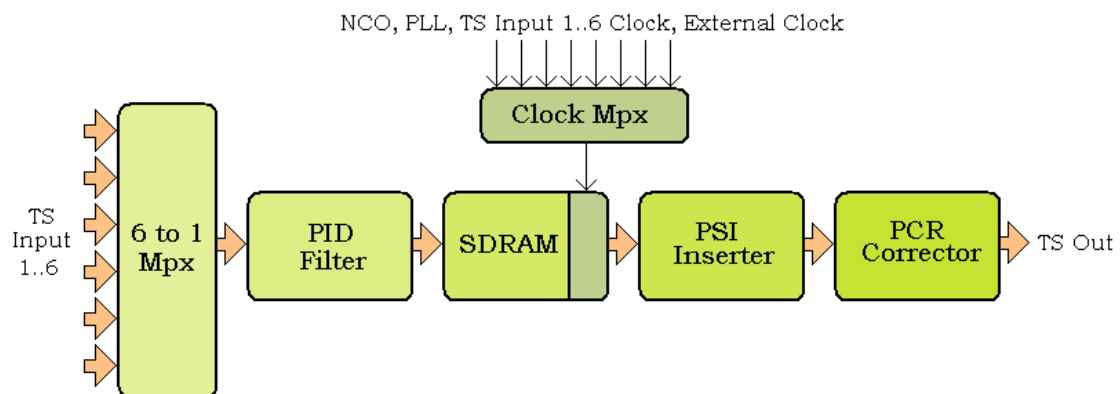 NCO, PLL, TS Input 1..6 Clock, External Clock
Clock Mpx
TS
Input
1..6
6 to 1
Mpx
PID
Filter
SDRAM
PSI
Inserter
PCR
Corrector
TS Out